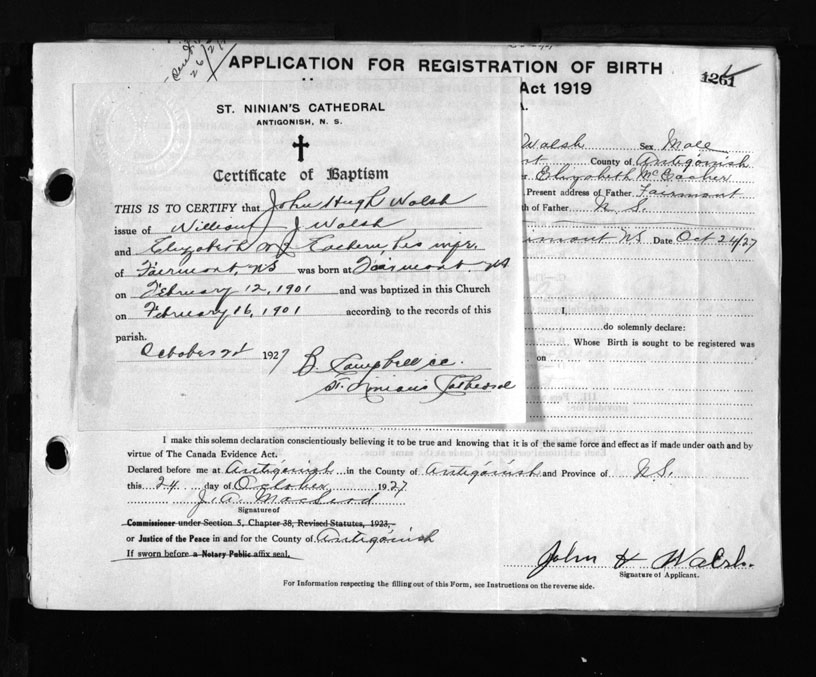 APPLICATION FOR REGISTRATION OF BIRTH
1261
Act 1919
ST. NINIAN'S CATHEDRAL
ANTIGONISH, N. S.
Certificate of Baptism
THIS IS TO CERTIFY that John Hugh Walsh
issue of William J. Walsh
and Elizabeth his wife
of Fairmont, NS was born at Fairmont, NS
on February 12, 1901 and was baptized in this Church
on February 16, 1901 according to the records of this
parish.
October 1927
B. Campbell cc.
St. Ninians Cathedral
Walsh Sex Male
County of Antigonish
Elizabeth
Present address of Father Fairmont
of Father N S.
NS Date Oct 24/27
I,
do solemnly declare:
Whose Birth is sought to be registered was
on
I make this solemn declaration conscientiously believing it to be true and knowing that it is of the same force and effect as if made under oath and by
virtue of The Canada Evidence Act.
Declared before me at Antigonish in the County of Antigonish and Province of N.S.
this 24 day of October 1927
J. A. MacLeod
Signature of
Commissioner under Section 5, Chapter 38, Revised Statutes, 1923,
or Justice of the Peace in and for the County of Antigonish
If sworn before a Notary Public affix seal.
John H Walsh.
Signature of Applicant.
For Information respecting the filling out of this Form, see Instructions on the reverse side.